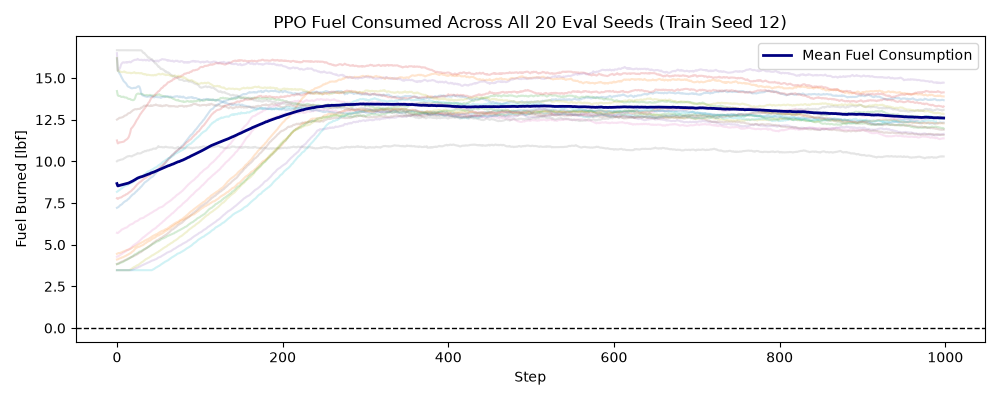 PPO Fuel Consumed Across All 20 Eval Seeds (Train Seed 12)
Mean Fuel Consumption
Fuel Burned [lbf]
15.0
12.5
10.0
7.5
5.0
2.5
0.0
0 200 400 600 800 1000
Step